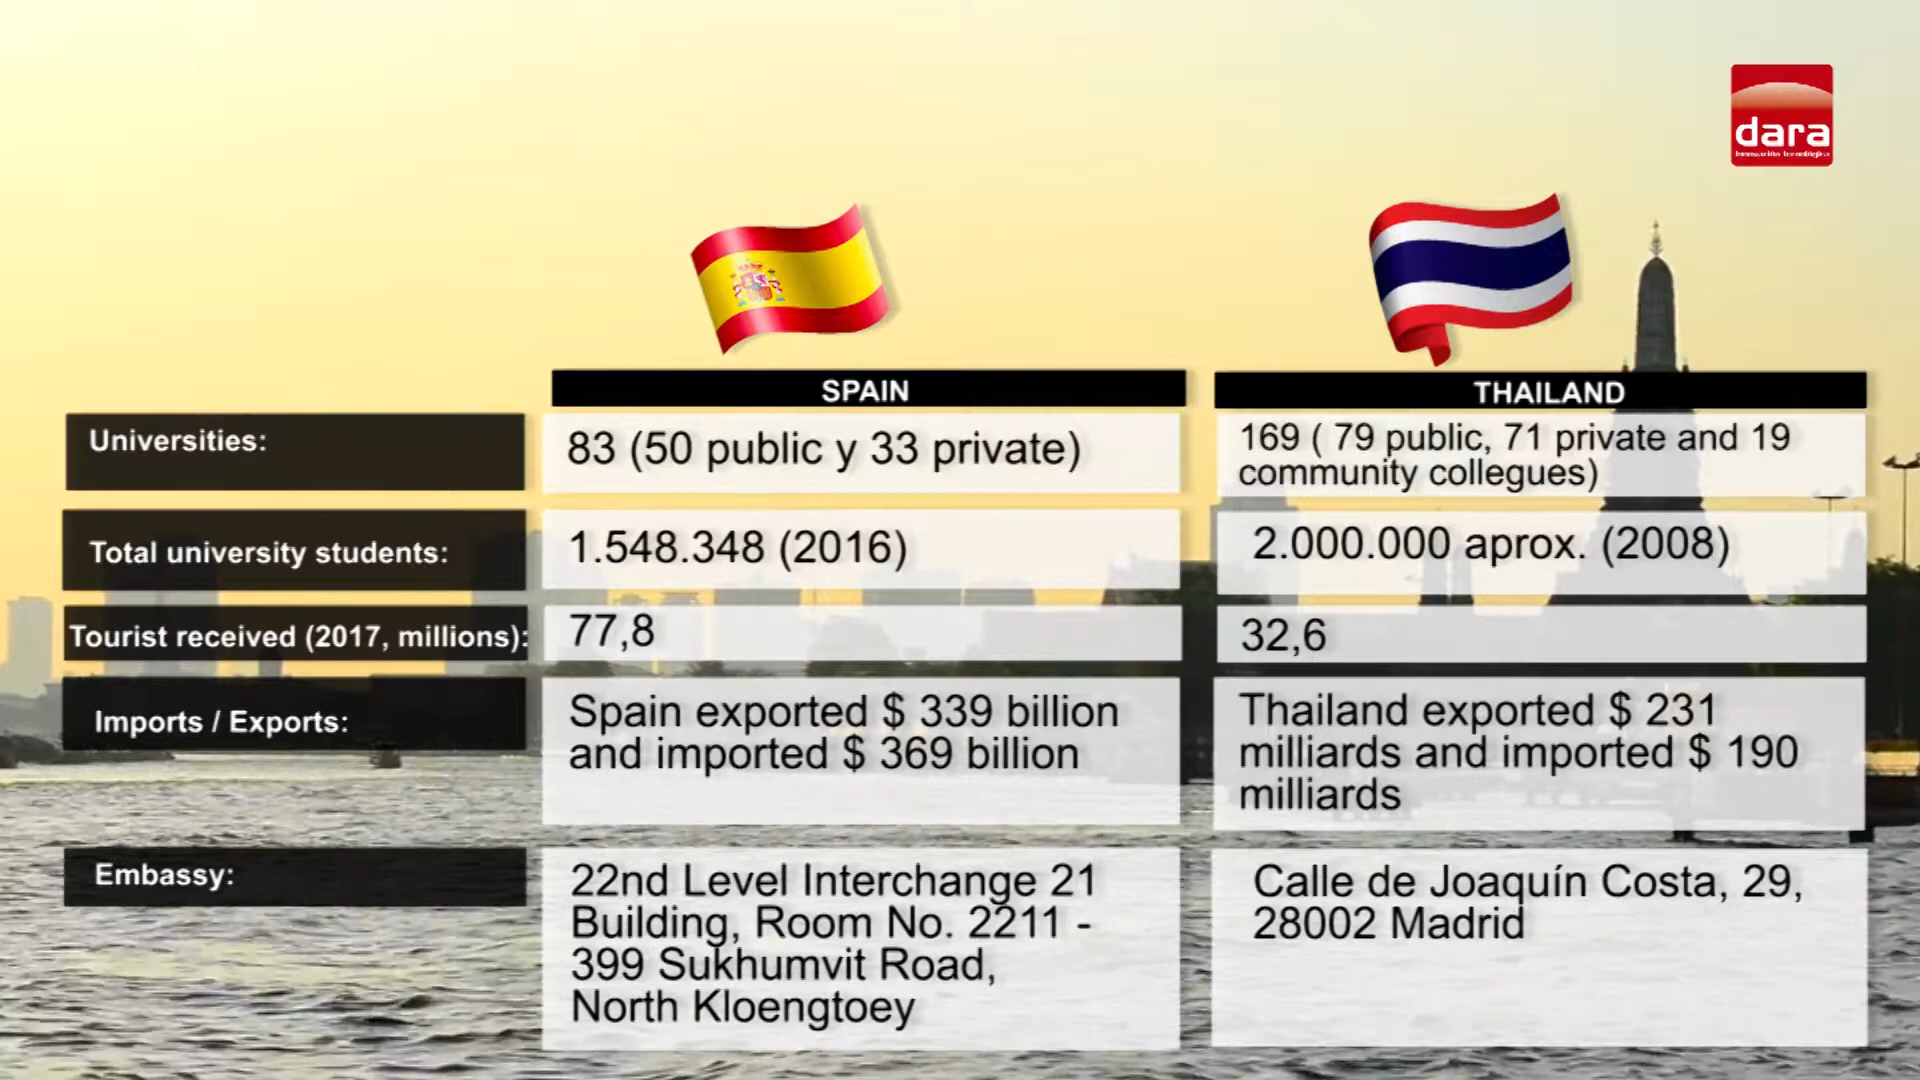 dara
SPAIN
THAILAND
Universities:
83 (50 public y 33 private)
169 ( 79 public, 71 private and 19
community collegues)
Total university students:
1.548.348 (2016)
2.000.000 aprox. (2008)
Tourist received (2017, millions):
77,8
32,6
Imports / Exports:
Spain exported $ 339 billion
and imported $ 369 billion
Thailand exported $ 231
milliards and imported $ 190
milliards
Embassy:
22nd Level Interchange 21
Building, Room No. 2211 -
399 Sukhumvit Road,
North Kloengtoey
Calle de Joaquín Costa, 29,
28002 Madrid